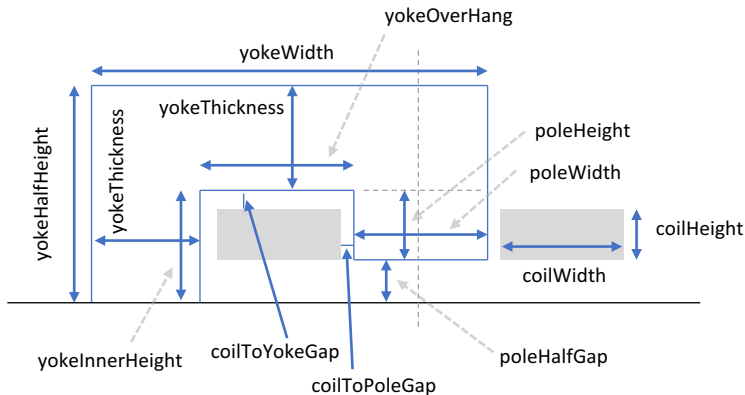 yokeOverHang
yokeWidth
yokeThickness
poleHeight
poleWidth
yokeHalfHeight
yokeThickness
coilHeight
coilWidth
yokeInnerHeight
coilToYokeGap
coilToPoleGap
poleHalfGap